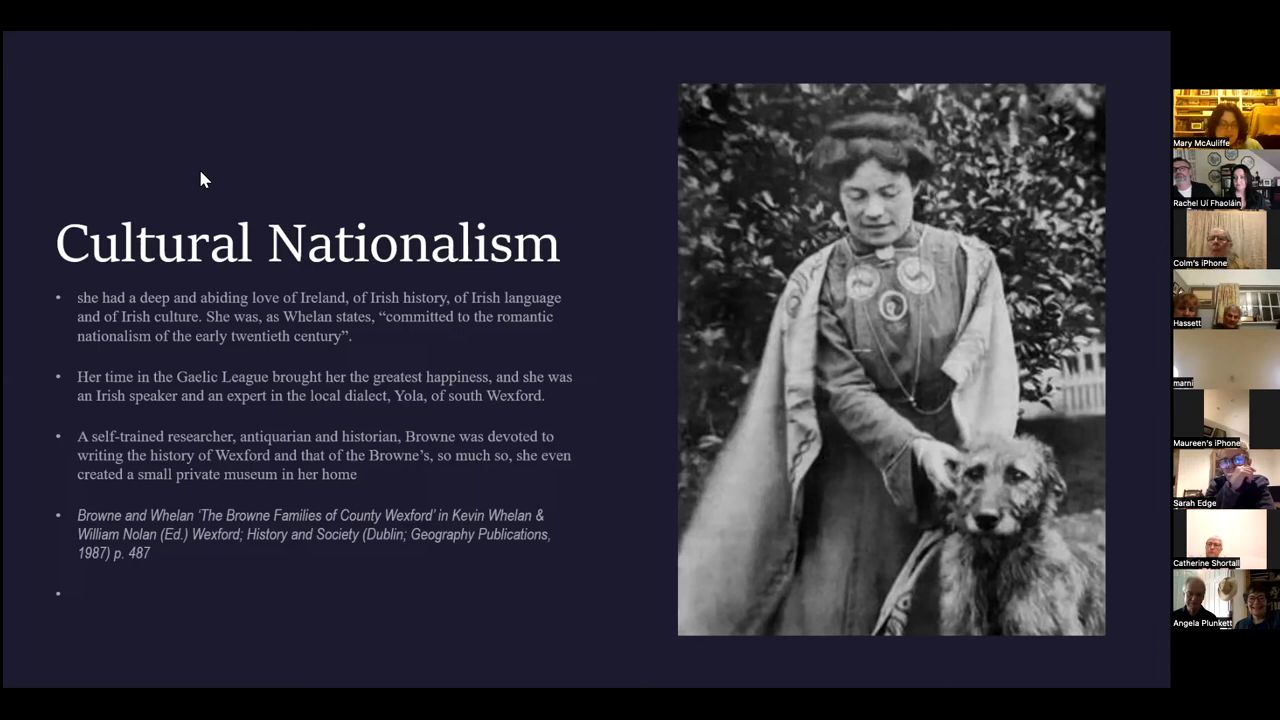 Cultural Nationalism
• she had a deep and abiding love of Ireland, of Irish history, of Irish language
and of Irish culture. She was, as Whelan states, “committed to the romantic
nationalism of the early twentieth century”.
• Her time in the Gaelic League brought her the greatest happiness, and she was
an Irish speaker and an expert in the local dialect, Yola, of south Wexford.
• A self-trained researcher, antiquarian and historian, Browne was devoted to
writing the history of Wexford and that of the Browne’s, so much so, she even
created a small private museum in her home
• Browne and Whelan ‘The Browne Families of County Wexford’ in Kevin Whelan &
William Nolan (Ed.) Wexford; History and Society (Dublin; Geography Publications,
1987) p. 487
•
Mary McAuliffe
Rachel Uí Fhaoláin
Colm's iPhone
Hassett
marni
Maureen's iPhone
Sarah Edge
Catherine Shortall
Angela Plunkett